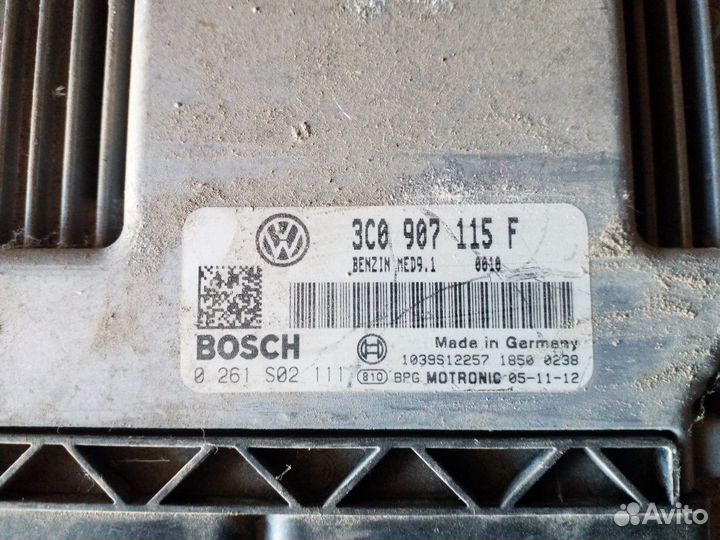 3C0 907 115 F
BENZIN MED9.1 0010
BOSCH
Made in Germany
1039S12257 1850 0238
0 261 S02 111 810 BPG MOTRONIC 05-11-12
Avito